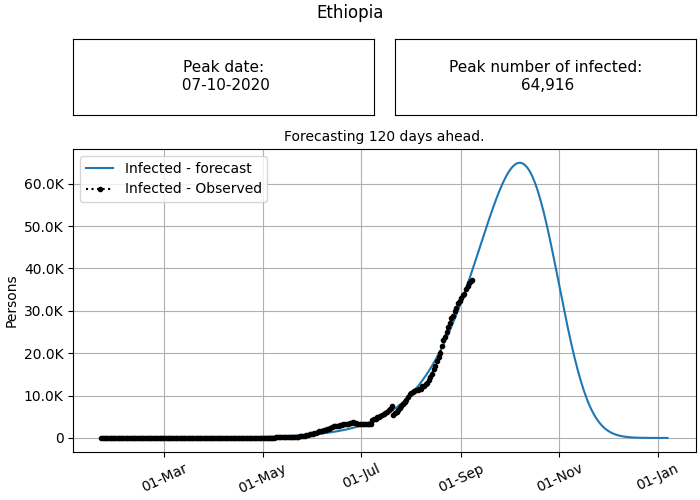 Ethiopia
Peak date:
07-10-2020
Peak number of infected:
64,916
Forecasting 120 days ahead.
Infected - forecast
Infected - Observed
60.0K
50.0K
40.0K
30.0K
20.0K
10.0K
0
Persons
01-Mar
01-May
01-Jul
01-Sep
01-Nov
01-Jan